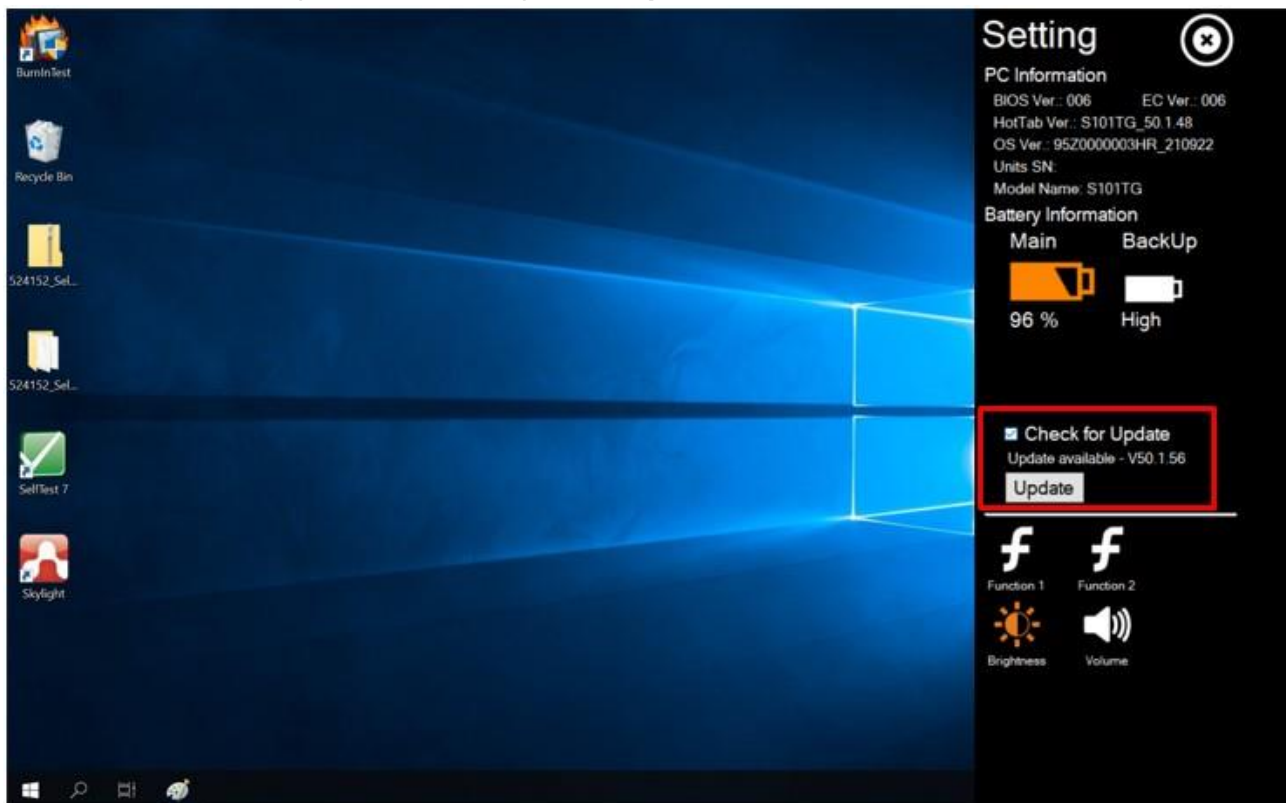 BurnInTest
Recycle Bin
524152_Sel...
524152_Sel...
SelfTest 7
Skylight
Setting
PC Information
BIOS Ver.: 006 EC Ver.: 006
HotTab Ver.: S101TG_50.1.48
OS Ver.: 95Z0000003HR_210922
Units SN:
Model Name: S101TG
Battery Information
Main BackUp
96 % High
Check for Update
Update available - V50.1.56
Update
Function 1 Function 2
Brightness Volume